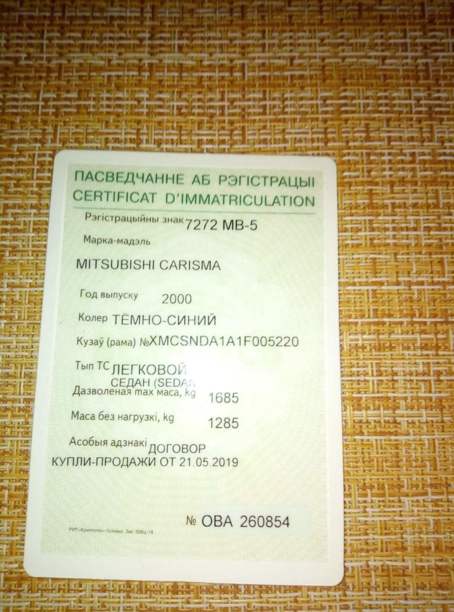 ПАСВЕДЧАННЕ АБ РЭГІСТРАЦЫІ
CERTIFICAT D'IMMATRICULATION
Рэгістрацыйны знак 7272 MB-5
Марка-мадэль
MITSUBISHI CARISMA
Год выпуску 2000
Колер ТЕМНО-СИНИЙ
Кузаў (рама) №XMCSNDA1A1F005220
Тып ТС ЛЕГКОВОЙ
СЕДАН (SEDAN
Дазволеная max маса, kg 1685
Маса без нагрузкі, kg 1285
Асобыя адзнакі ДОГОВОР
КУПЛИ-ПРОДАЖИ ОТ 21.05.2019
№ ОВА 260854